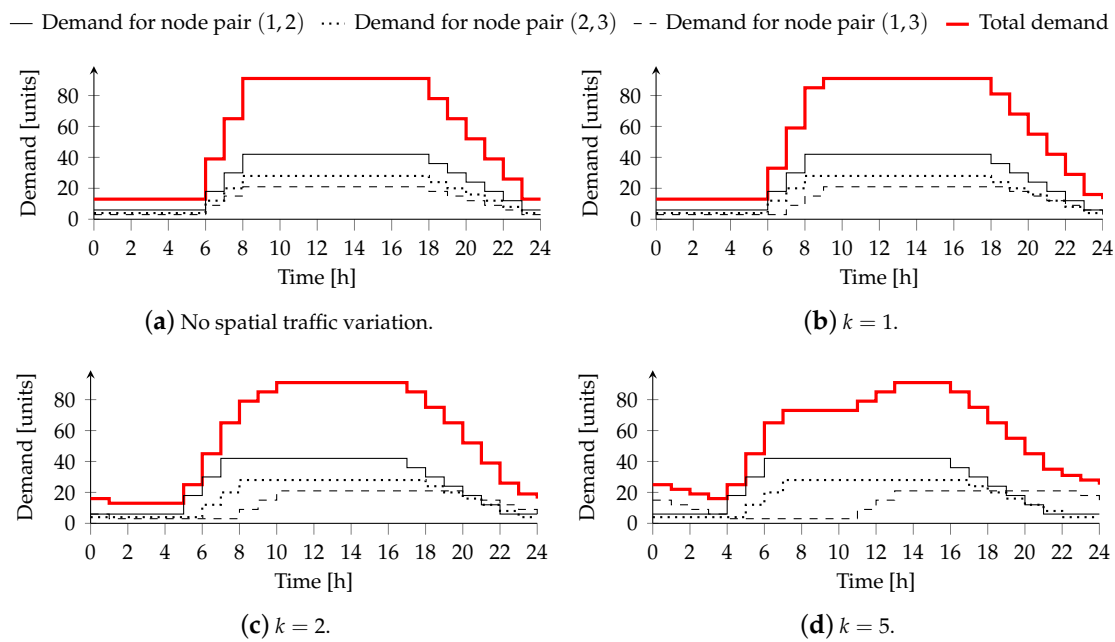 Demand for node pair (1, 2) Demand for node pair (2, 3) Demand for node pair (1, 3) Total demand
Demand [units]
80
60
40
20
0
0 2 4 6 8 10 12 14 16 18 20 22 24
Time [h]
(a) No spatial traffic variation.
Demand [units]
80
60
40
20
0
0 2 4 6 8 10 12 14 16 18 20 22 24
Time [h]
(b) k = 1.
Demand [units]
80
60
40
20
0
0 2 4 6 8 10 12 14 16 18 20 22 24
Time [h]
(c) k = 2.
Demand [units]
80
60
40
20
0
0 2 4 6 8 10 12 14 16 18 20 22 24
Time [h]
(d) k = 5.